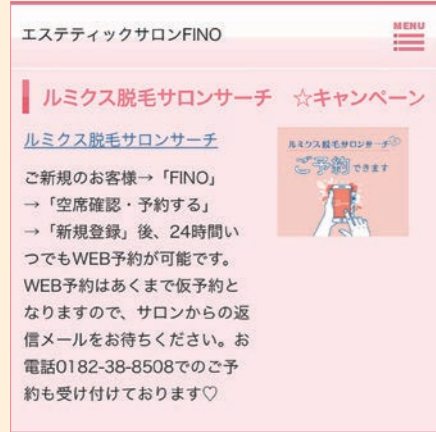 エステティックサロンFINO
MENU
ルミクス脱毛サロンサーチ ☆キャンペーン
ルミクス脱毛サロンサーチ
ご新規のお客様→「FINO」
→「空席確認・予約する」
→「新規登録」後、24時間い
つでもWEB予約が可能です。
WEB予約はあくまで仮予約と
なりますので、サロンからの返
信メールをお待ちください。お
電話0182-38-8508でのご予
約も受け付けております♡
ルミクス脱毛サロンサーチ
ご予約できます